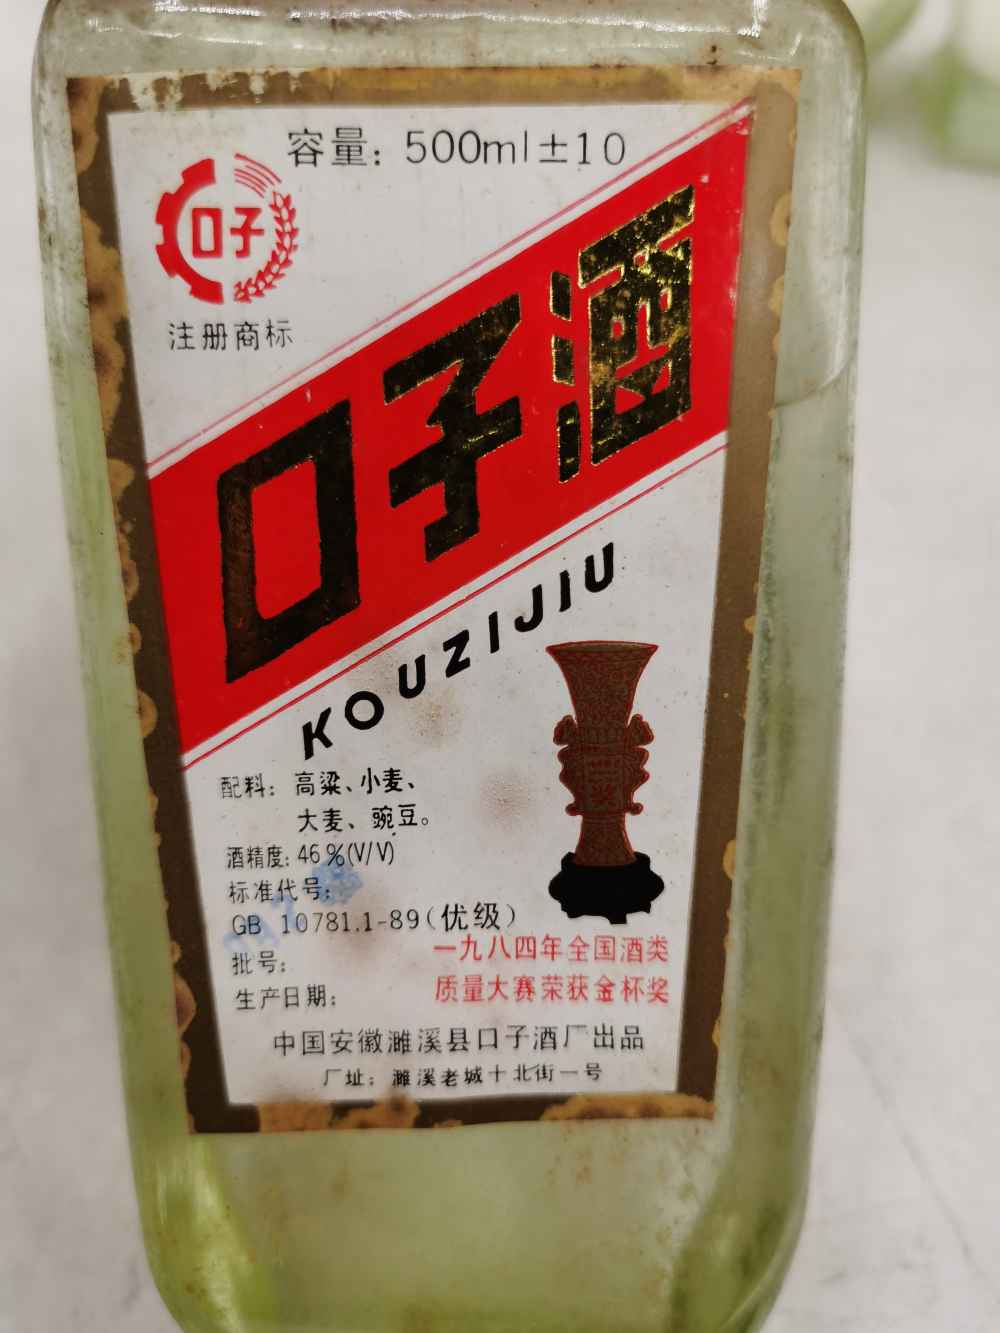 容量：500ml±10
口子
注册商标
口子酒
KOUZIJIU
配料：高粱、小麦、
大麦、豌豆。
酒精度：46%(V/V)
标准代号：
GB 10781.1-89（优级）
批号：
生产日期：
一九八四年全国酒类
质量大赛荣获金杯奖
中国安徽濉溪县口子酒厂出品
厂址：濉溪老城十北街一号